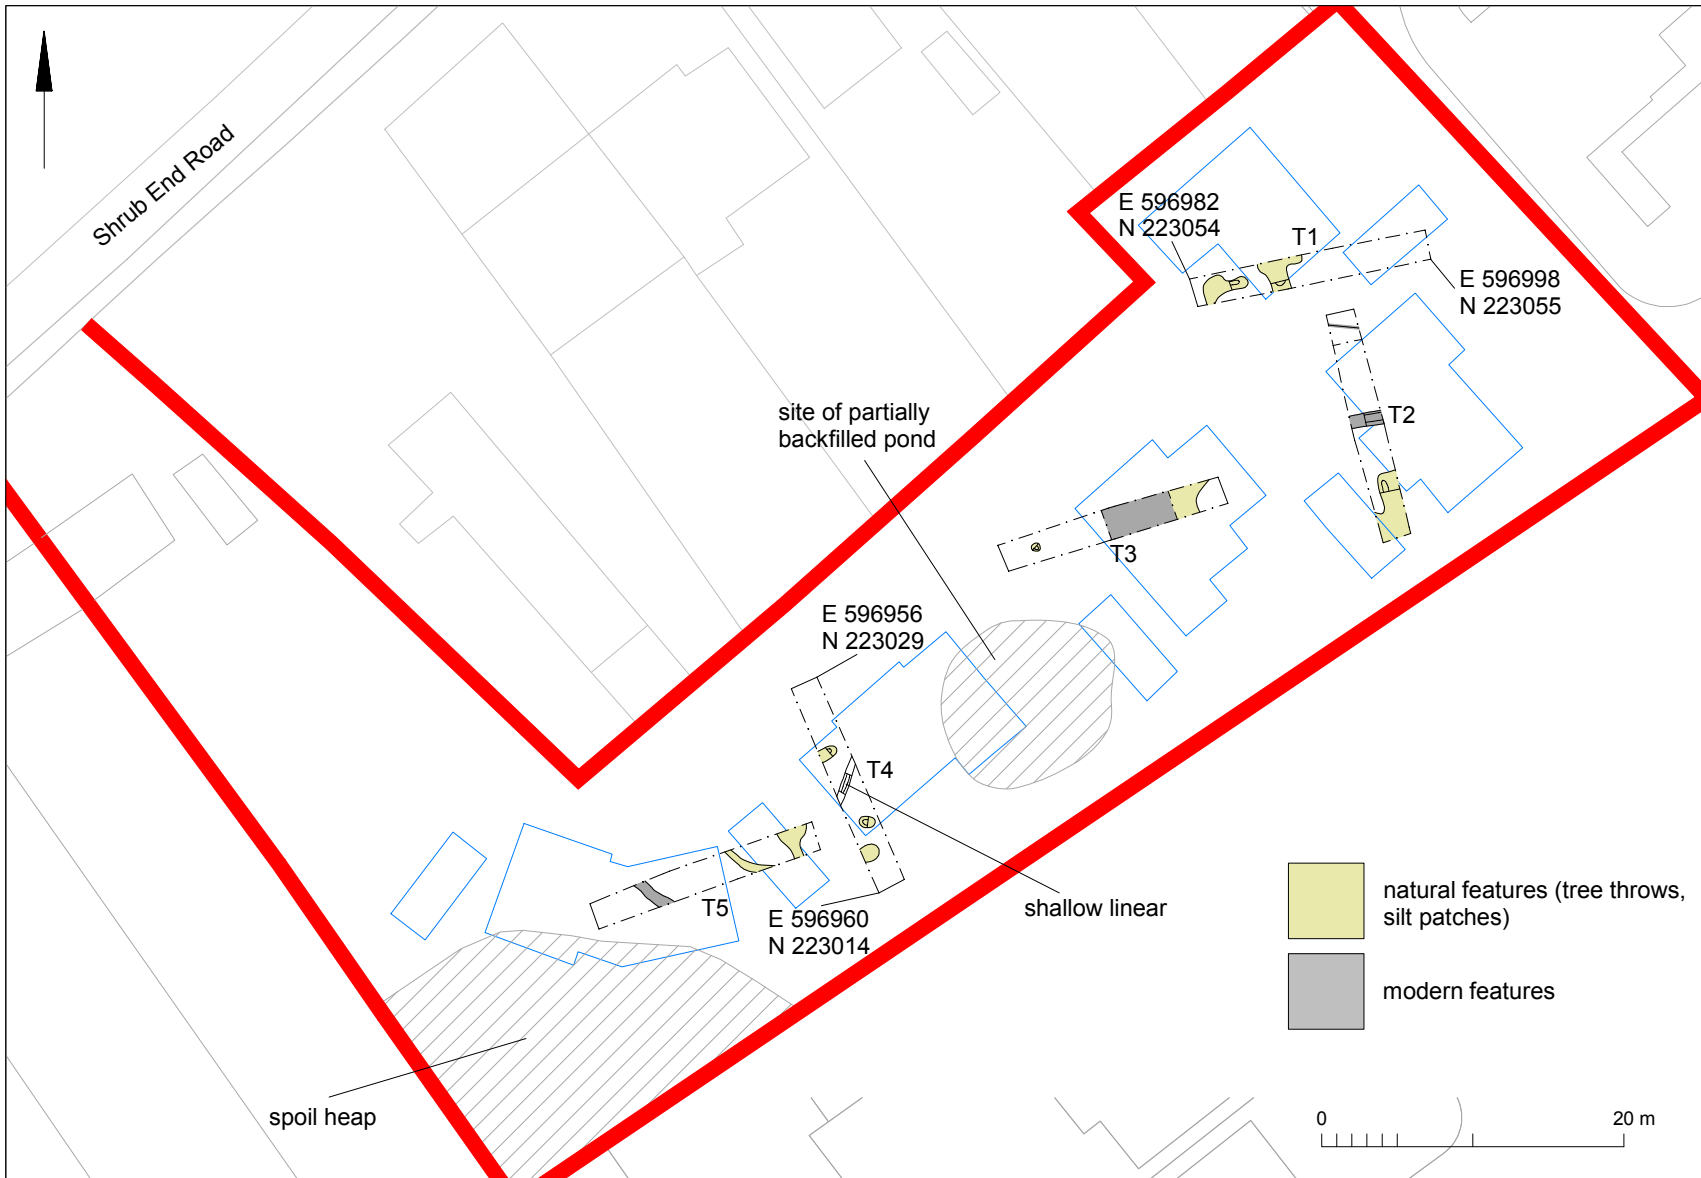 Shrub End Road
E 596982
N 223054
T1
E 596998
N 223055
site of partially
backfilled pond
T2
T3
E 596956
N 223029
T4
T5
E 596960
N 223014
shallow linear
natural features (tree throws,
silt patches)
modern features
spoil heap
0
20 m